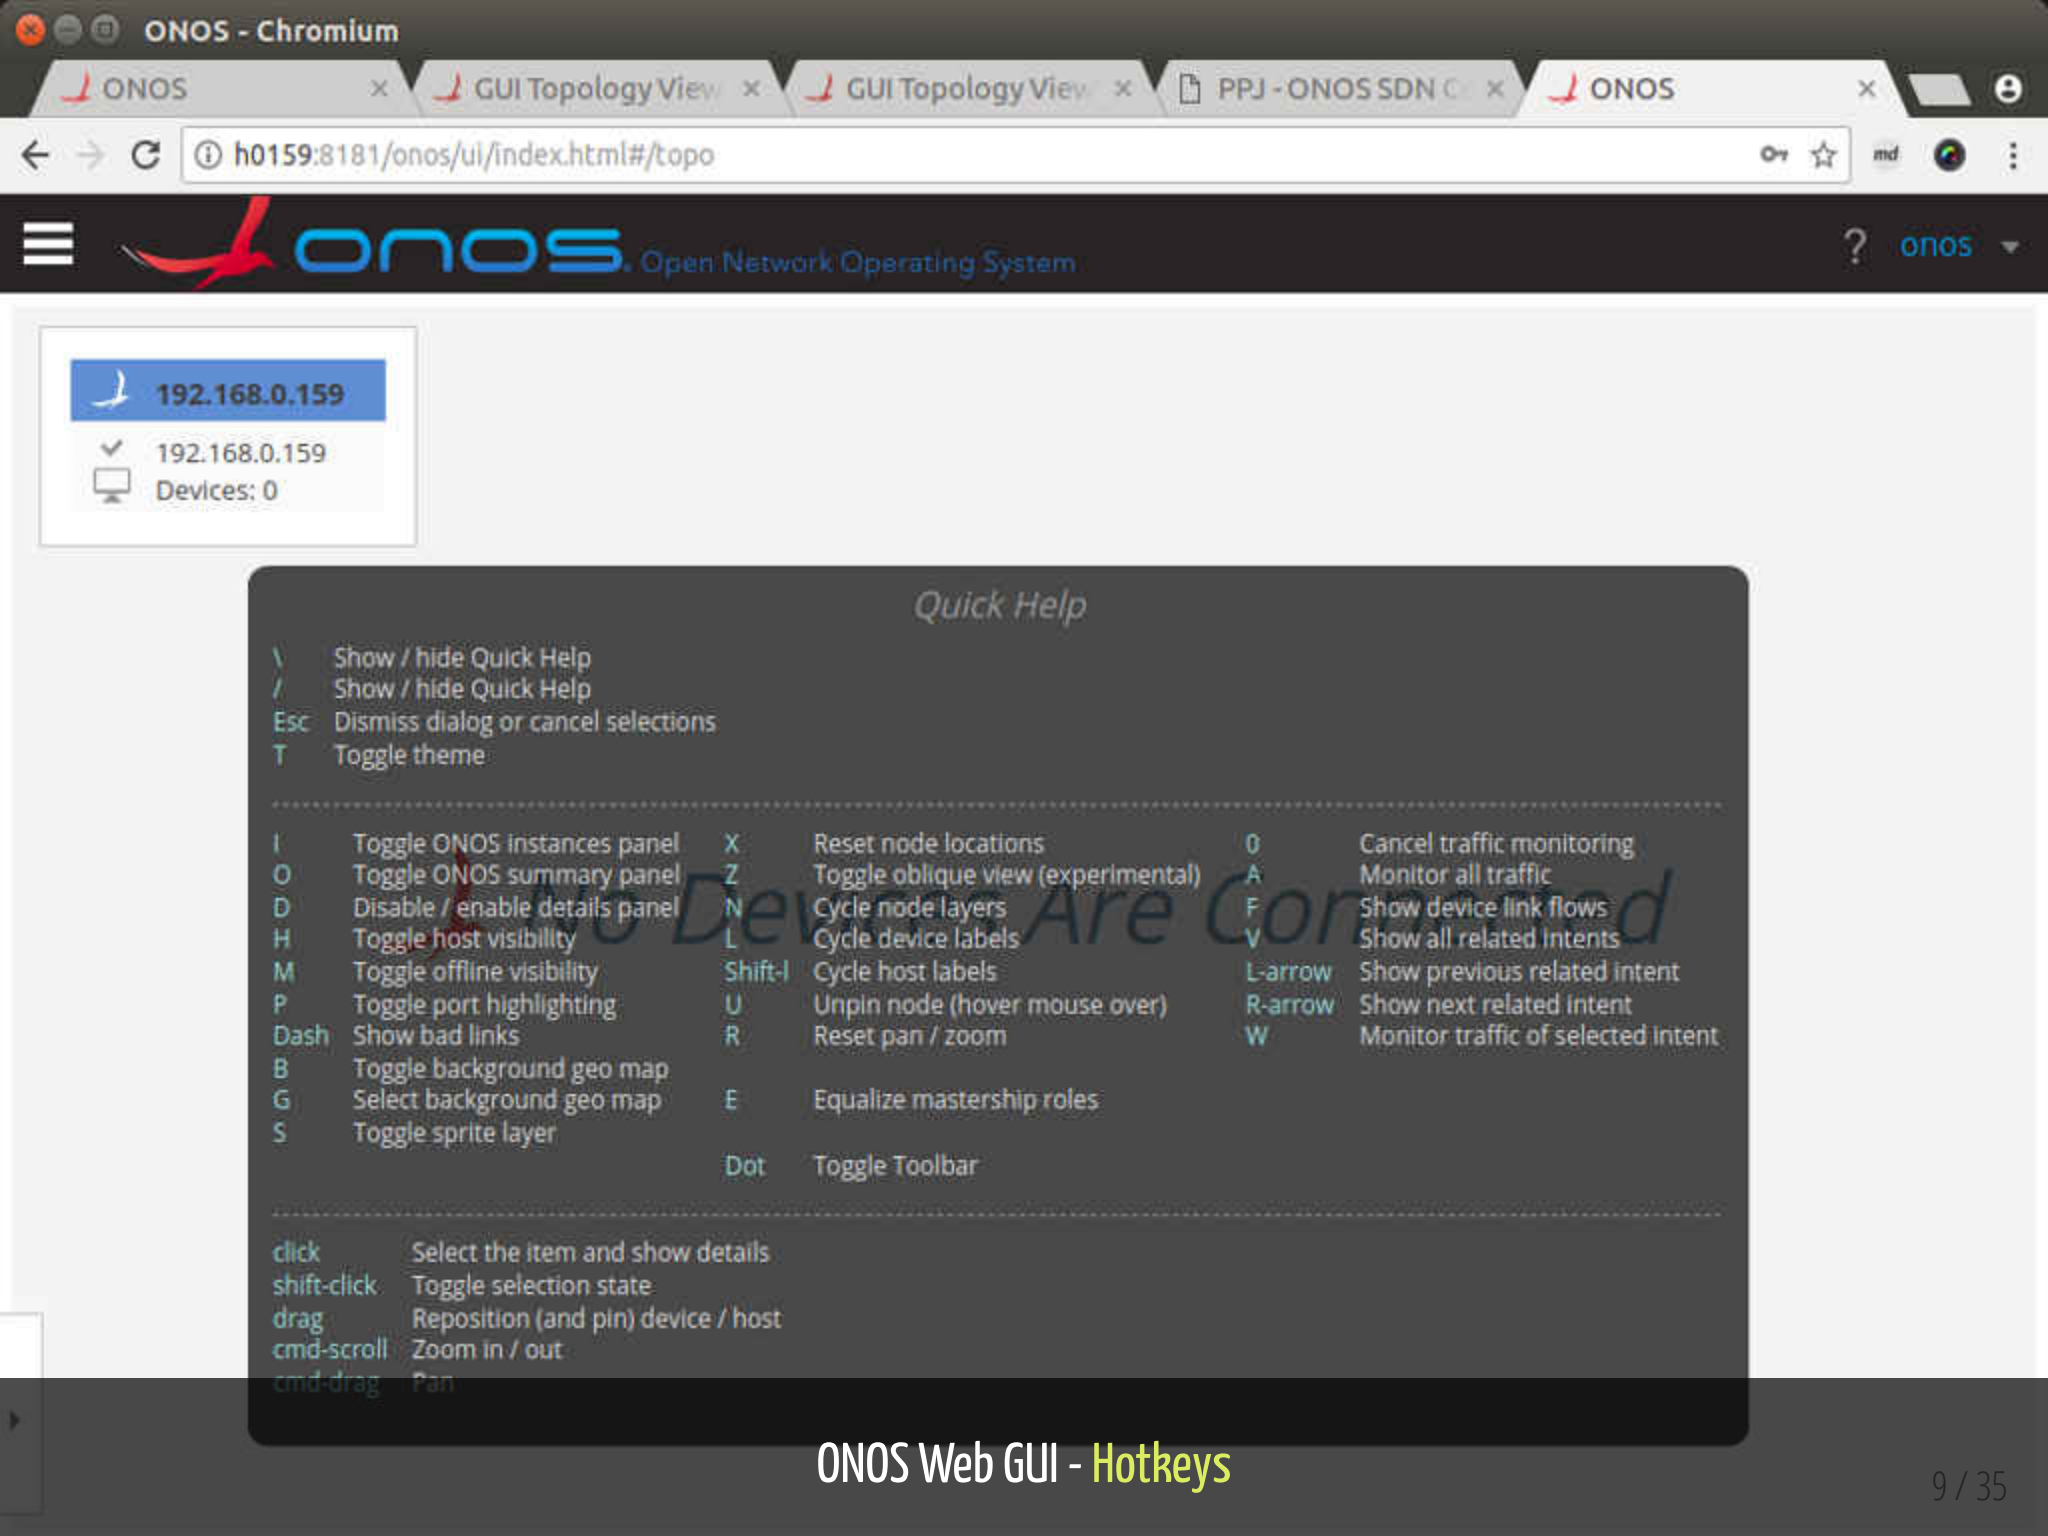 ONOS - Chromium
ONOS
GUI Topology View
GUI Topology View
PPJ - ONOS SDN C
ONOS
h0159:8181/onos/ui/index.html#/topo
md
onos. Open Network Operating System
? onos
192.168.0.159
192.168.0.159
Devices: 0
No Devices Are Connected
Quick Help
\ Show / hide Quick Help
/ Show / hide Quick Help
Esc Dismiss dialog or cancel selections
T Toggle theme
I Toggle ONOS instances panel X Reset node locations 0 Cancel traffic monitoring
O Toggle ONOS summary panel Z Toggle oblique view (experimental) A Monitor all traffic
D Disable / enable details panel N Cycle node layers F Show device link flows
H Toggle host visibility L Cycle device labels V Show all related intents
M Toggle offline visibility Shift-l Cycle host labels L-arrow Show previous related intent
P Toggle port highlighting U Unpin node (hover mouse over) R-arrow Show next related intent
Dash Show bad links R Reset pan / zoom W Monitor traffic of selected intent
B Toggle background geo map
G Select background geo map E Equalize mastership roles
S Toggle sprite layer
Dot Toggle Toolbar
click Select the item and show details
shift-click Toggle selection state
drag Reposition (and pin) device / host
cmd-scroll Zoom in / out
cmd-drag Pan
ONOS Web GUI - Hotkeys
9 / 35